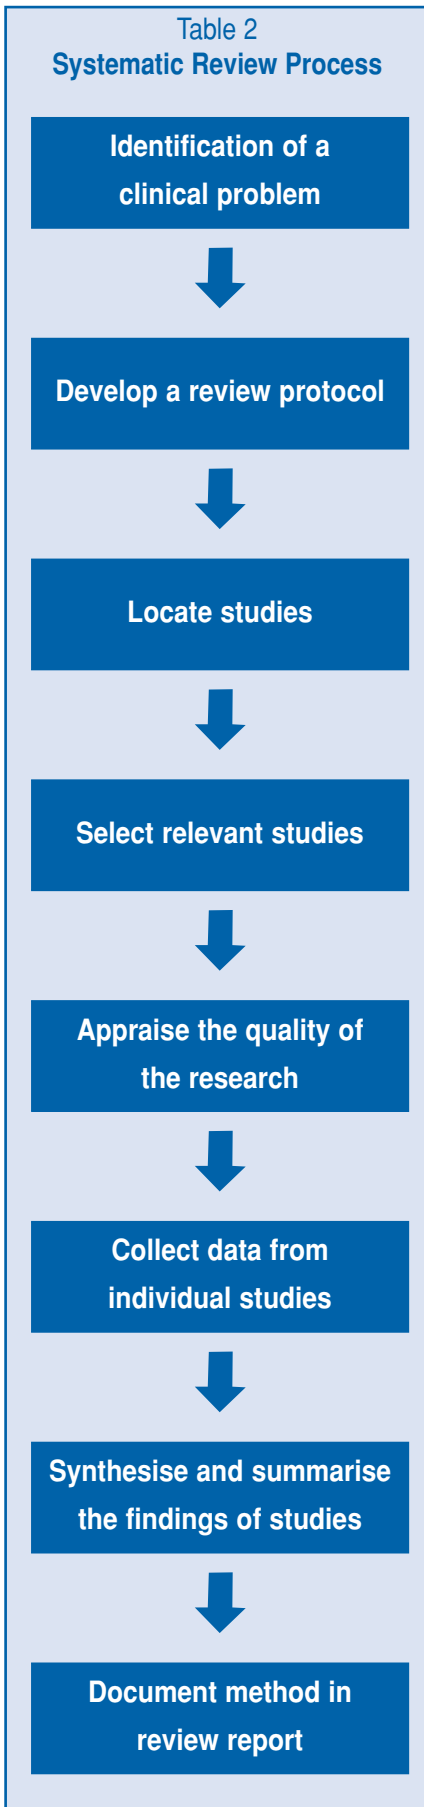 Table 2
Systematic Review Process
Identification of a
clinical problem
Develop a review protocol
Locate studies
Select relevant studies
Appraise the quality of
the research
Collect data from
individual studies
Synthesise and summarise
the findings of studies
Document method in
review report